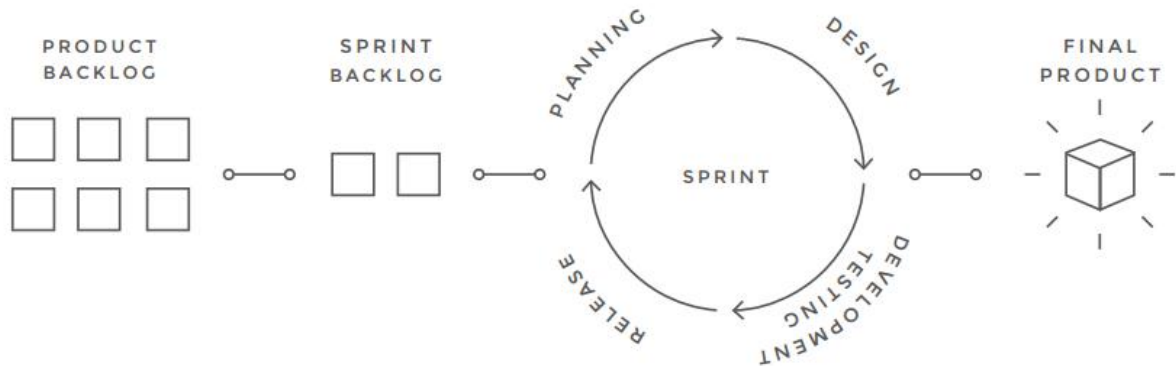 PRODUCT
BACKLOG
SPRINT
BACKLOG
PLANNING
DESIGN
SPRINT
DEVELOPMENT
TESTING
RELEASE
FINAL
PRODUCT